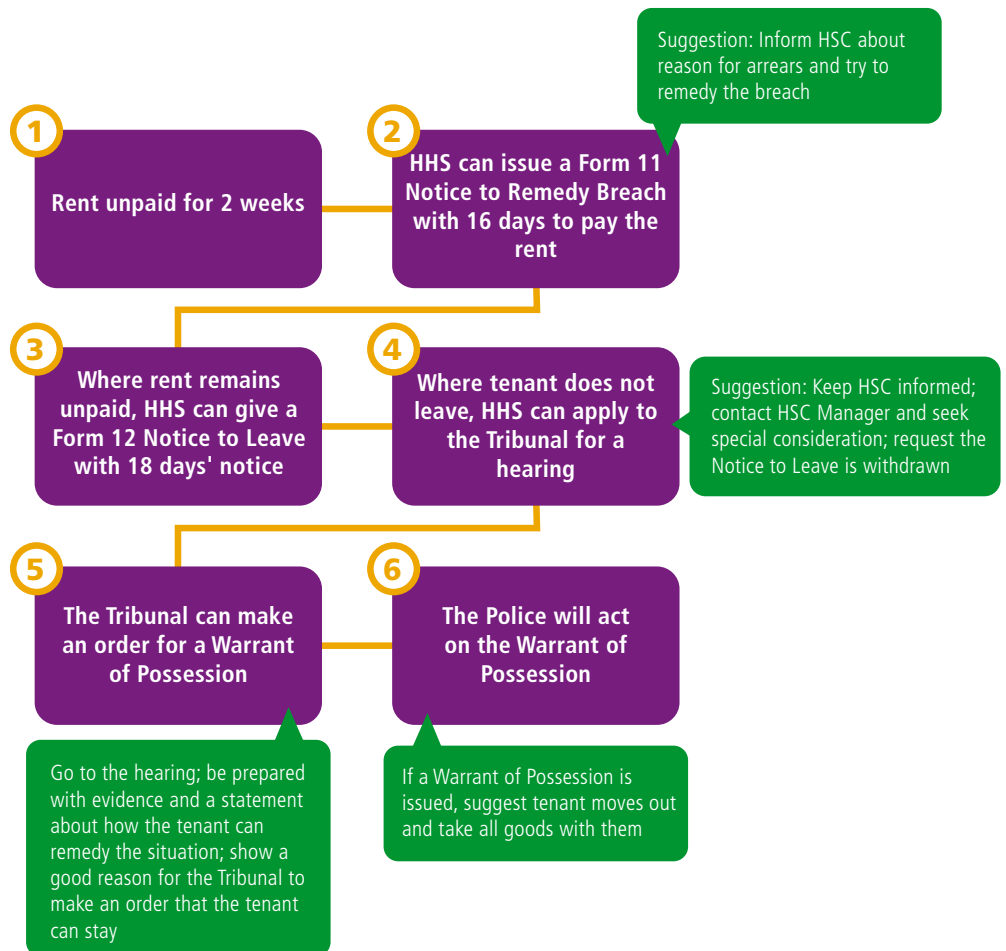 Suggestion: Inform HSC about
reason for arrears and try to
remedy the breach
1
Rent unpaid for 2 weeks
2
HHS can issue a Form 11
Notice to Remedy Breach
with 16 days to pay the
rent
3
Where rent remains
unpaid, HHS can give a
Form 12 Notice to Leave
with 18 days' notice
4
Where tenant does not
leave, HHS can apply to
the Tribunal for a
hearing
Suggestion: Keep HSC informed;
contact HSC Manager and seek
special consideration; request the
Notice to Leave is withdrawn
5
The Tribunal can make
an order for a Warrant
of Possession
6
The Police will act
on the Warrant of
Possession
Go to the hearing; be prepared
with evidence and a statement
about how the tenant can
remedy the situation; show a
good reason for the Tribunal to
make an order that the tenant
can stay
If a Warrant of Possession is
issued, suggest tenant moves out
and take all goods with them